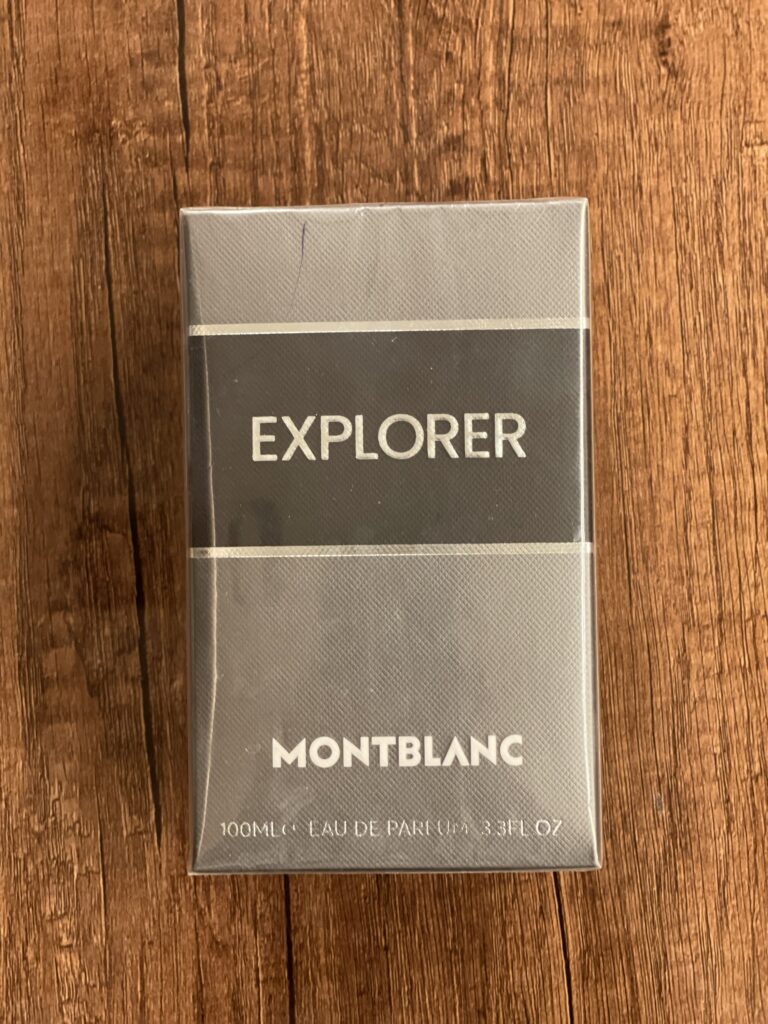 EXPLORER
MONTBLANC
100ML℮ EAU DE PARFUM 3.3FL OZ